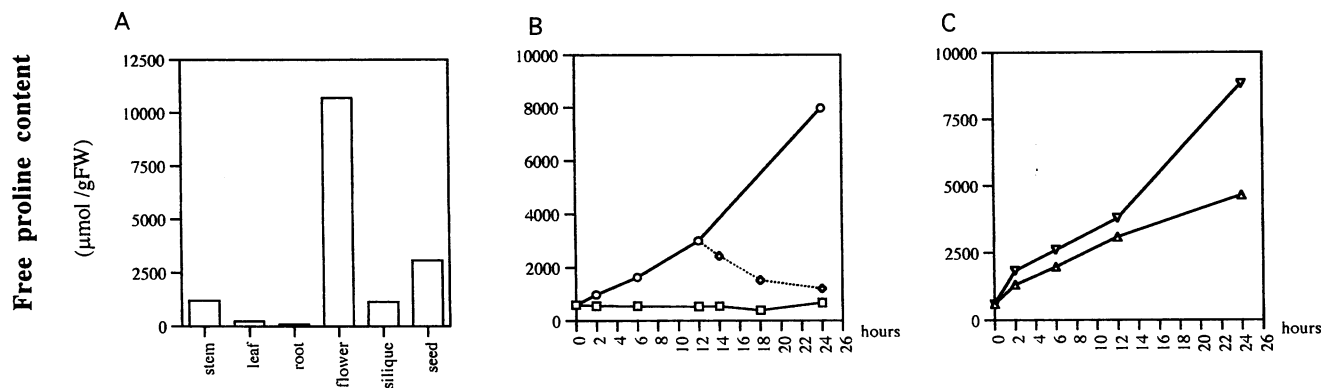 A
B
C
Free proline content
(μmol /gFW)
12500
10000
7500
5000
2500
0
stem
leaf
root
flower
silique
seed
10000
8000
6000
4000
2000
0
0 2 4 6 8 10 12 14 16 18 20 22 24 26
hours
10000
7500
5000
2500
0
0 2 4 6 8 10 12 14 16 18 20 22 24 26
hours